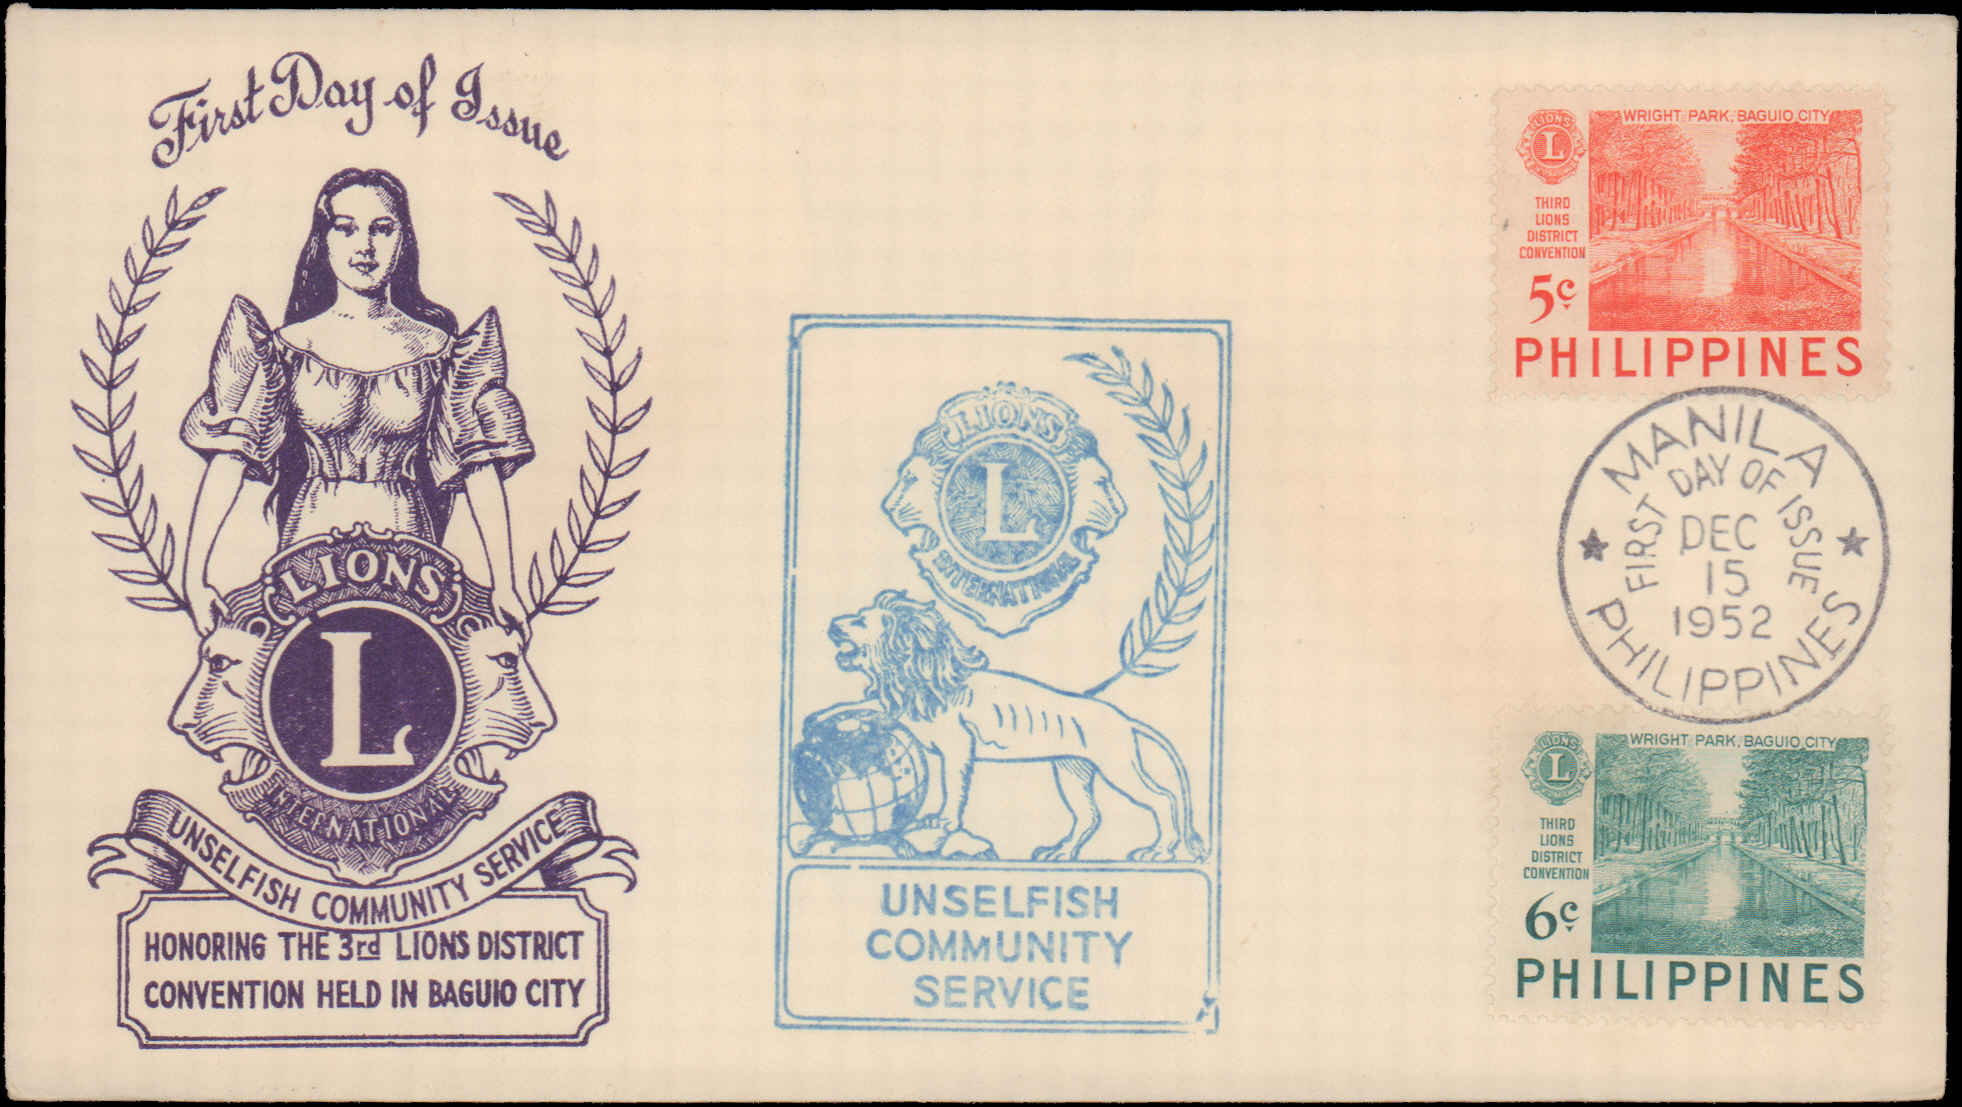 First Day of Issue
LIONS
L
INTERNATIONAL
UNSELFISH COMMUNITY SERVICE
HONORING THE 3rd LIONS DISTRICT
CONVENTION HELD IN BAGUIO CITY
LIONS
L
INTERNATIONAL
UNSELFISH
COMMUNITY
SERVICE
WRIGHT PARK, BAGUIO CITY
LIONS
L
THIRD
LIONS
DISTRICT
CONVENTION
5c
PHILIPPINES
MANILA
FIRST DAY OF ISSUE
DEC
15
1952
PHILIPPINES
WRIGHT PARK, BAGUIO CITY
LIONS
L
THIRD
LIONS
DISTRICT
CONVENTION
6c
PHILIPPINES